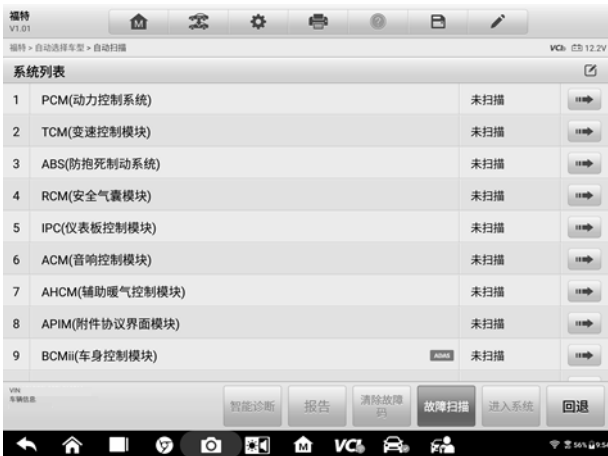 福特
V1.01
福特 > 自动选择车型 > 自动扫描
VCI 12.2V
系统列表
1 PCM(动力控制系统) 未扫描
2 TCM(变速控制模块) 未扫描
3 ABS(防抱死制动系统) 未扫描
4 RCM(安全气囊模块) 未扫描
5 IPC(仪表板控制模块) 未扫描
6 ACM(音响控制模块) 未扫描
7 AHCM(辅助暖气控制模块) 未扫描
8 APIM(附件协议界面模块) 未扫描
9 BCMii(车身控制模块) ADAS 未扫描
VIN
车辆信息
智能诊断 报告 清除故障码 故障扫描 进入系统 回退
VCI 56% 9:54